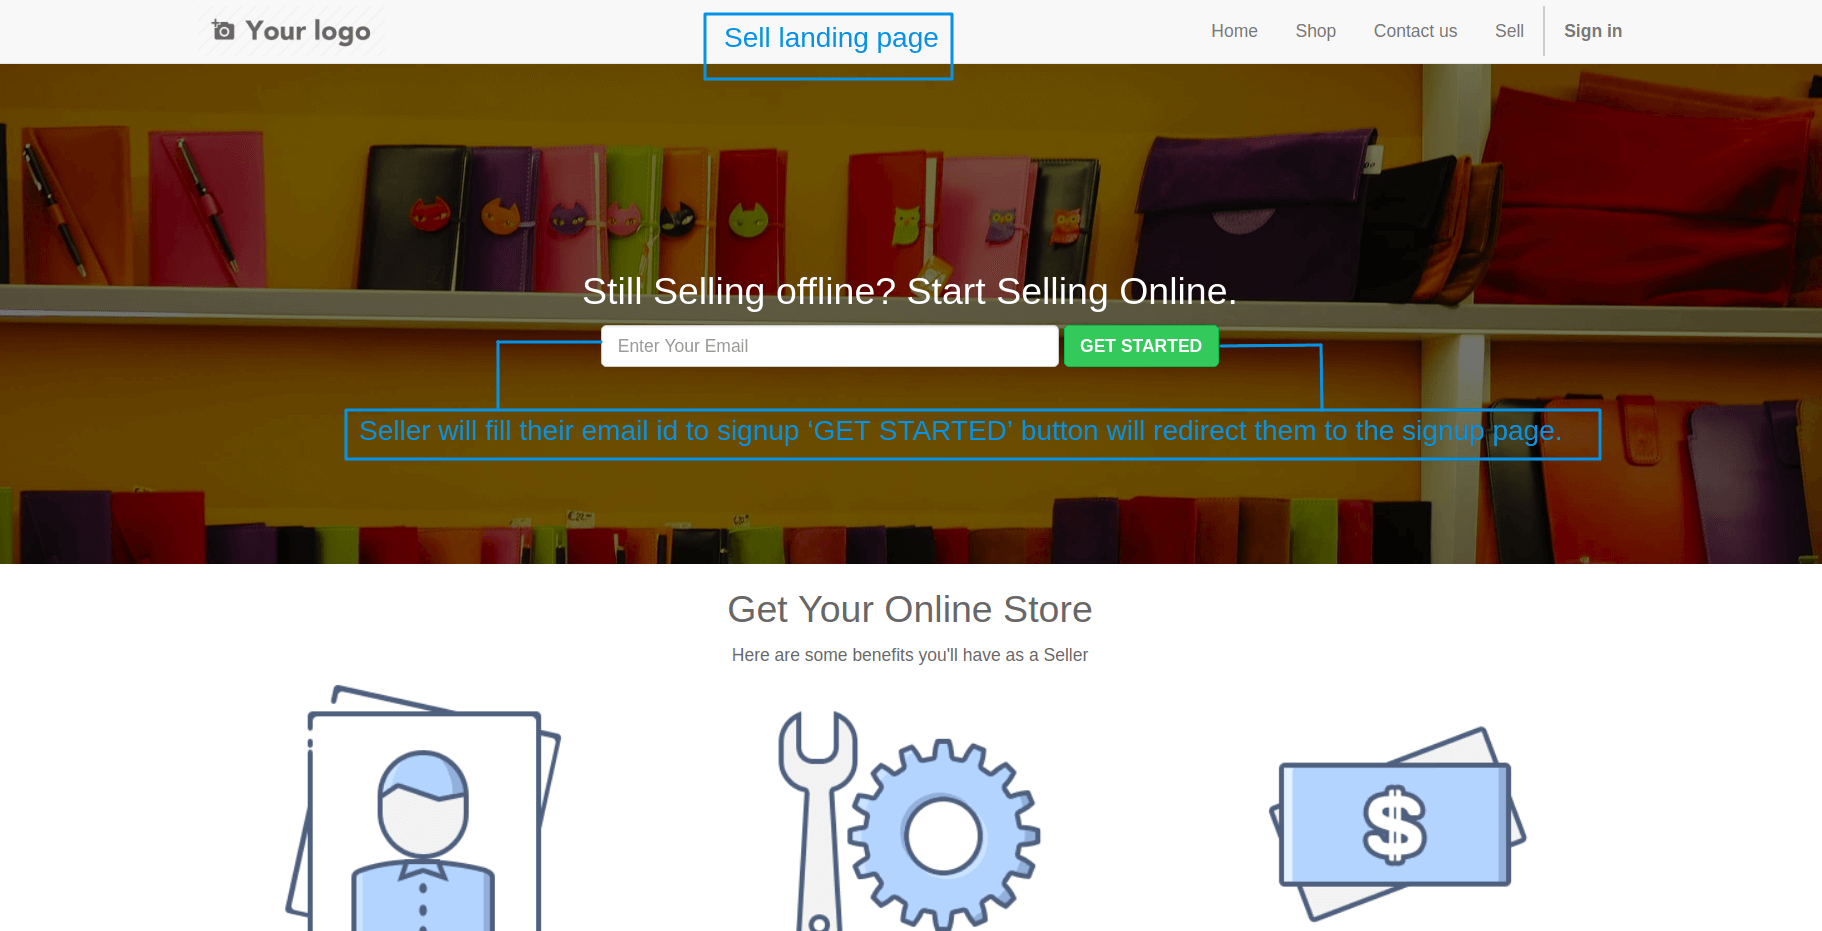 Your logo
Sell landing page
Home
Shop
Contact us
Sell
Sign in
Still Selling offline? Start Selling Online.
Enter Your Email
GET STARTED
Seller will fill their email id to signup ‘GET STARTED’ button will redirect them to the signup page.
Get Your Online Store
Here are some benefits you'll have as a Seller
$